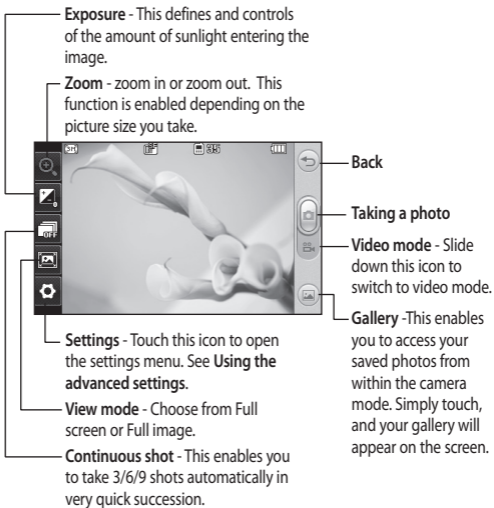 Exposure - This defines and controls
of the amount of sunlight entering the
image.
Zoom - zoom in or zoom out. This
function is enabled depending on the
picture size you take.
Back
Taking a photo
Video mode - Slide
down this icon to
switch to video mode.
Gallery -This enables
you to access your
saved photos from
within the camera
mode. Simply touch,
and your gallery will
appear on the screen.
Settings - Touch this icon to open
the settings menu. See Using the
advanced settings.
View mode - Choose from Full
screen or Full image.
Continuous shot - This enables you
to take 3/6/9 shots automatically in
very quick succession.
OFF